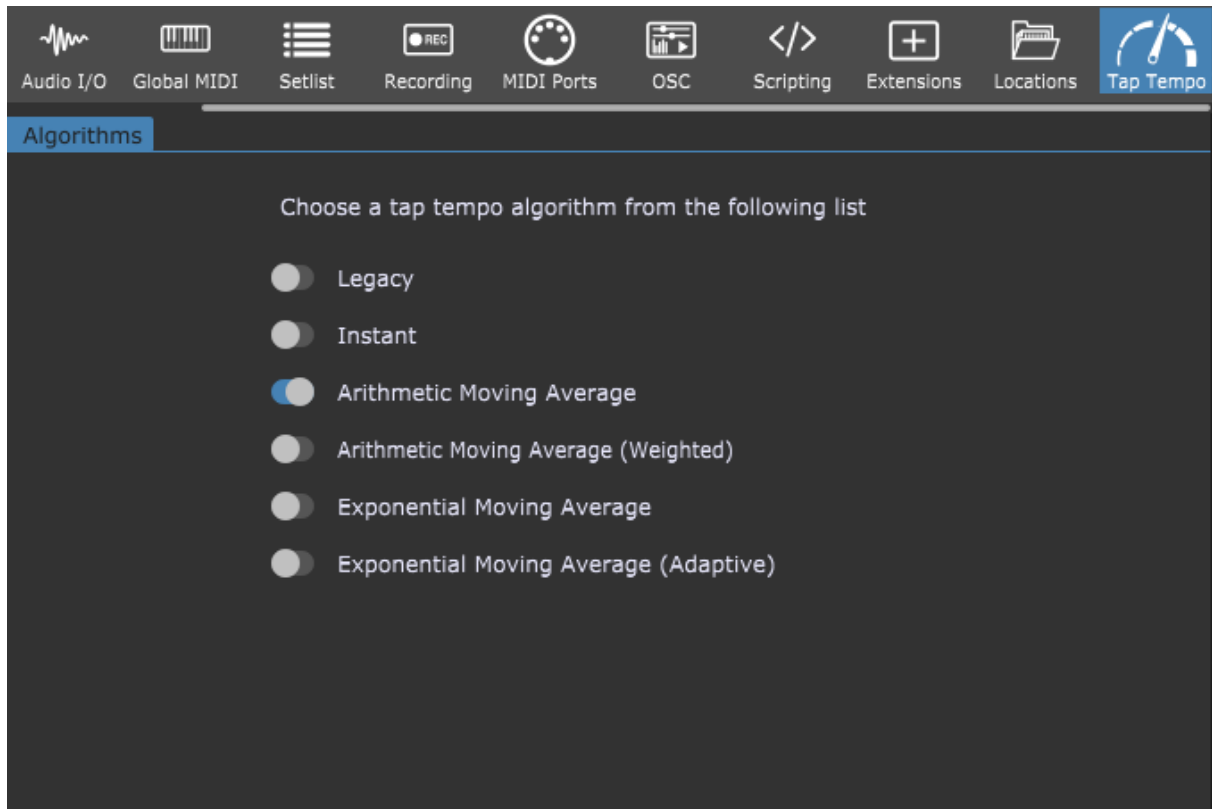 REC
Audio I/O Global MIDI Setlist Recording MIDI Ports OSC Scripting Extensions Locations Tap Tempo
Algorithms
Choose a tap tempo algorithm from the following list
Legacy
Instant
Arithmetic Moving Average
Arithmetic Moving Average (Weighted)
Exponential Moving Average
Exponential Moving Average (Adaptive)